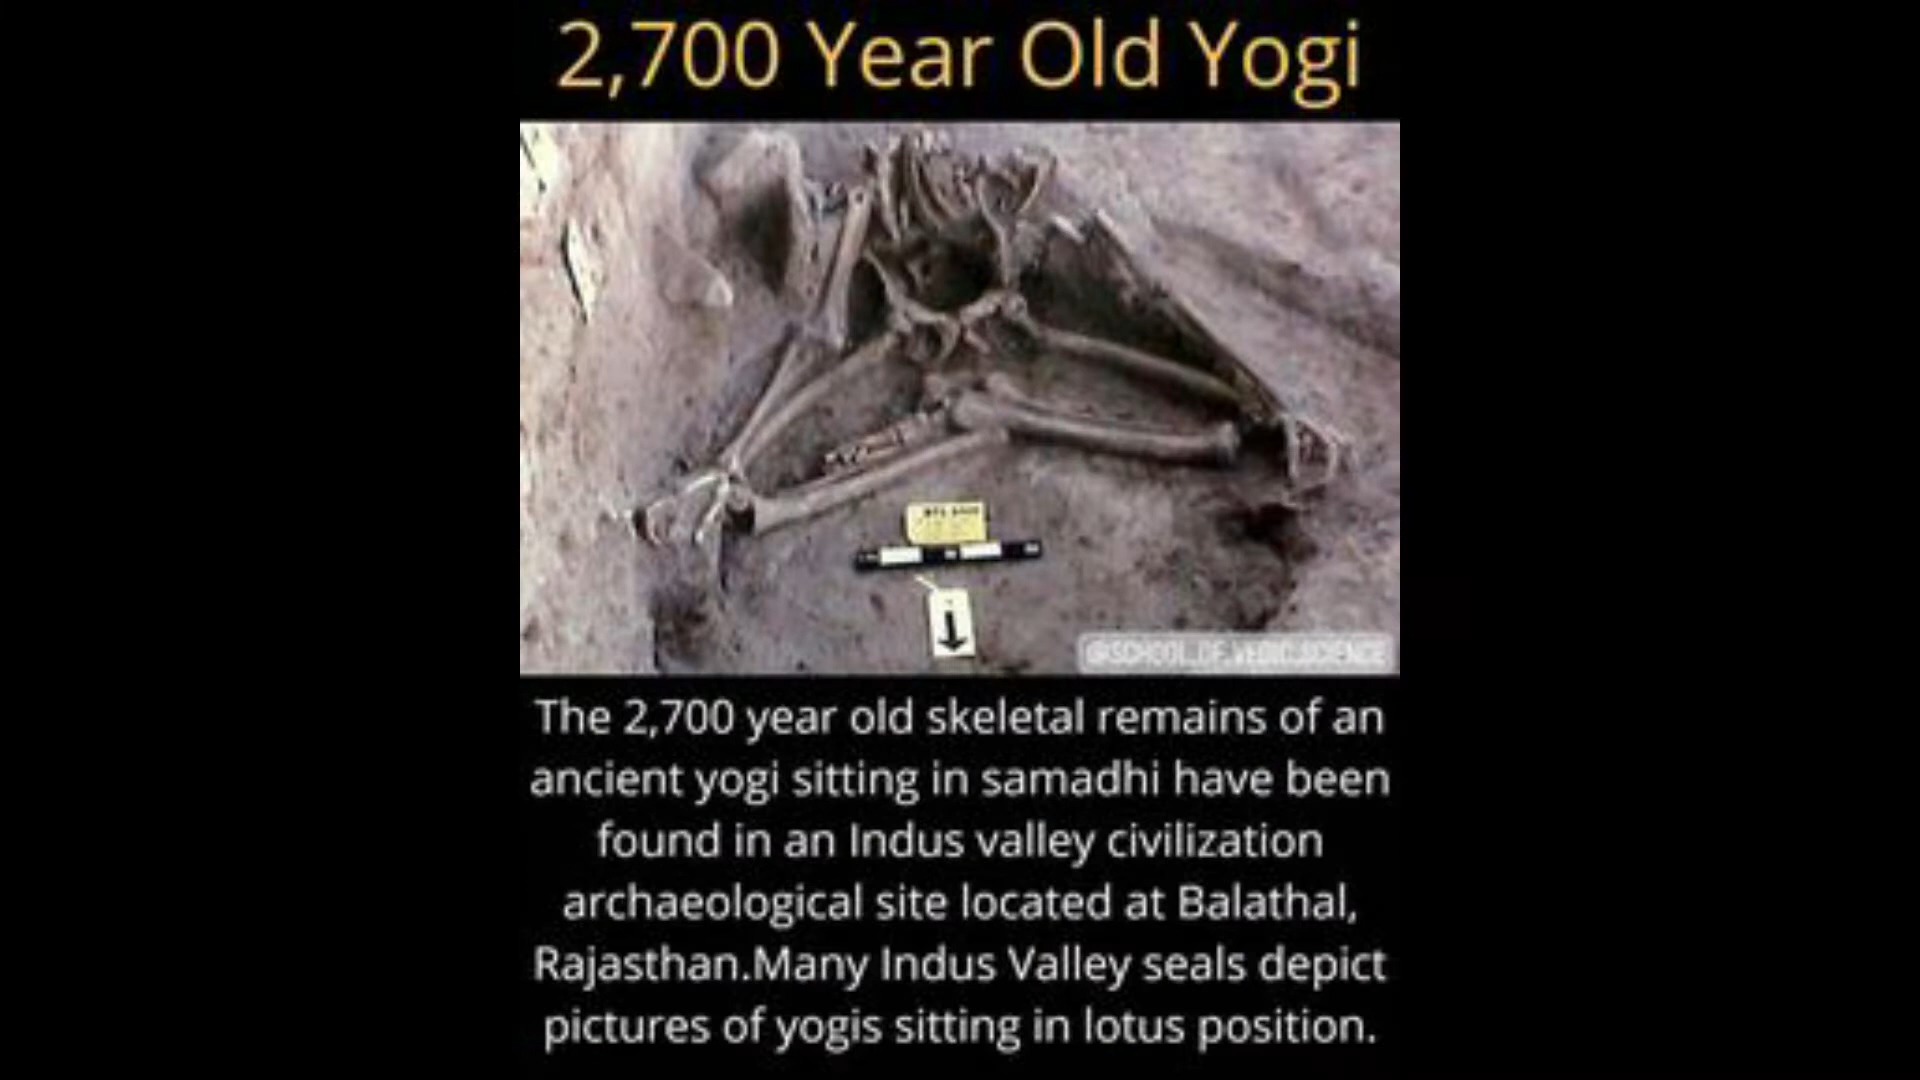 2,700 Year Old Yogi
@SCHOOL_OF_VEDIC_SCIENCE
The 2,700 year old skeletal remains of an
ancient yogi sitting in samadhi have been
found in an Indus valley civilization
archaeological site located at Balathal,
Rajasthan.Many Indus Valley seals depict
pictures of yogis sitting in lotus position.